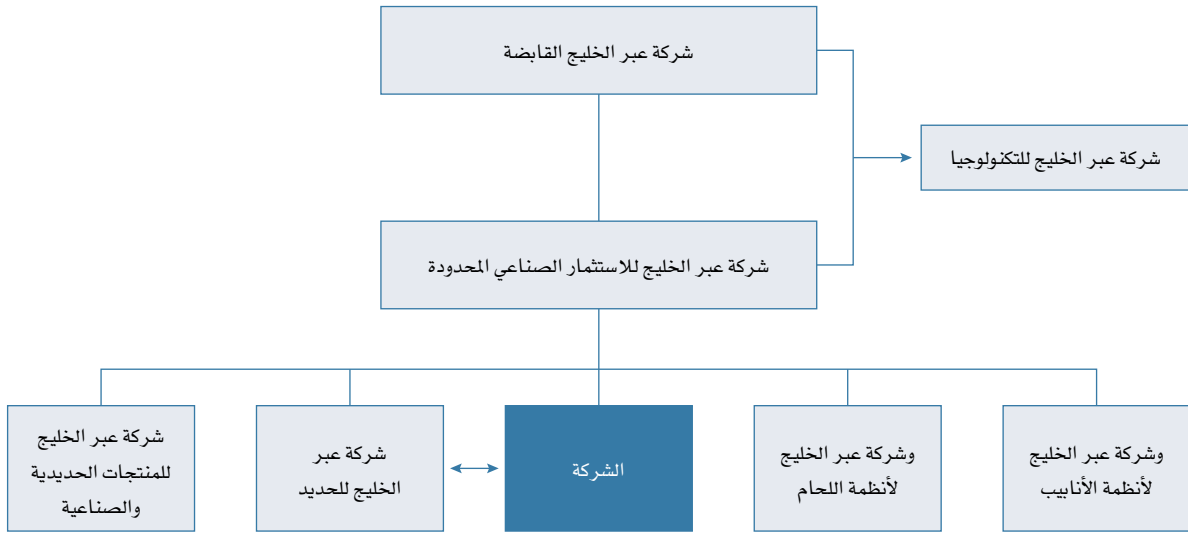 شركة عبر الخليج القابضة
شركة عبر الخليج للتكنولوجيا
شركة عبر الخليج للاستثمار الصناعي المحدودة
وشركة عبر الخليج
لأنظمة الأنابيب
وشركة عبر الخليج
لأنظمة اللحام
الشركة
شركة عبر
الخليج للحديد
شركة عبر الخليج
للمنتجات الحديدية
والصناعية